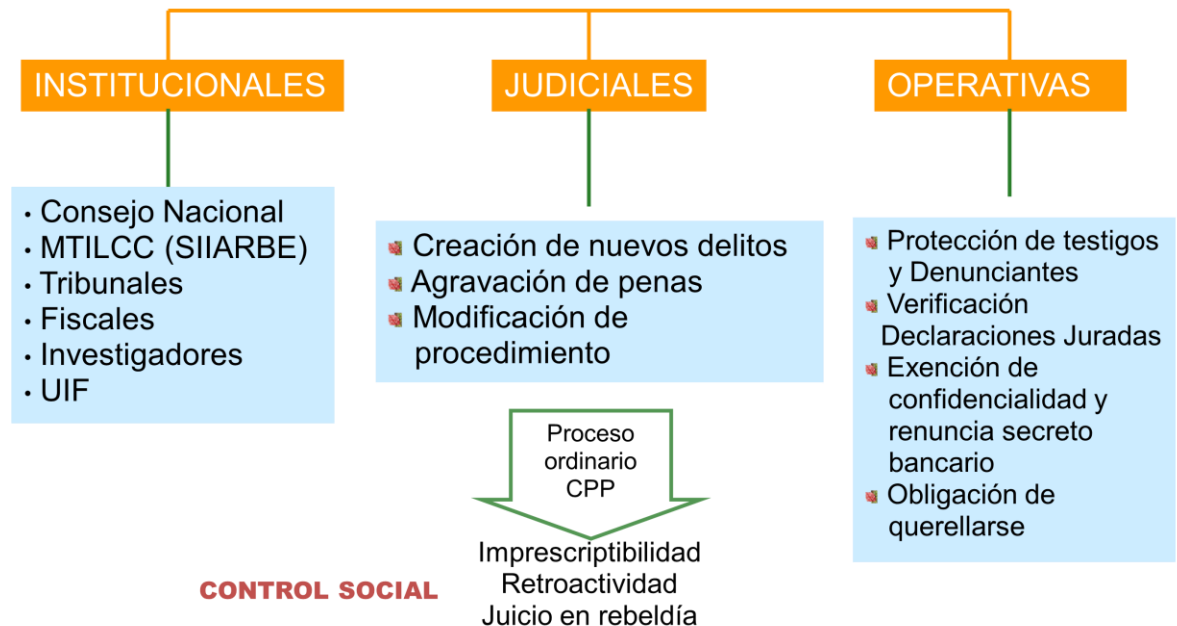 INSTITUCIONALES
• Consejo Nacional
• MTILCC (SIIARBE)
• Tribunales
• Fiscales
• Investigadores
• UIF
JUDICIALES
Creación de nuevos delitos
Agravación de penas
Modificación de
procedimiento
Proceso
ordinario
CPP
Imprescriptibilidad
Retroactividad
Juicio en rebeldía
CONTROL SOCIAL
OPERATIVAS
Protección de testigos
y Denunciantes
Verificación
Declaraciones Juradas
Exención de
confidencialidad y
renuncia secreto
bancario
Obligación de
querellarse